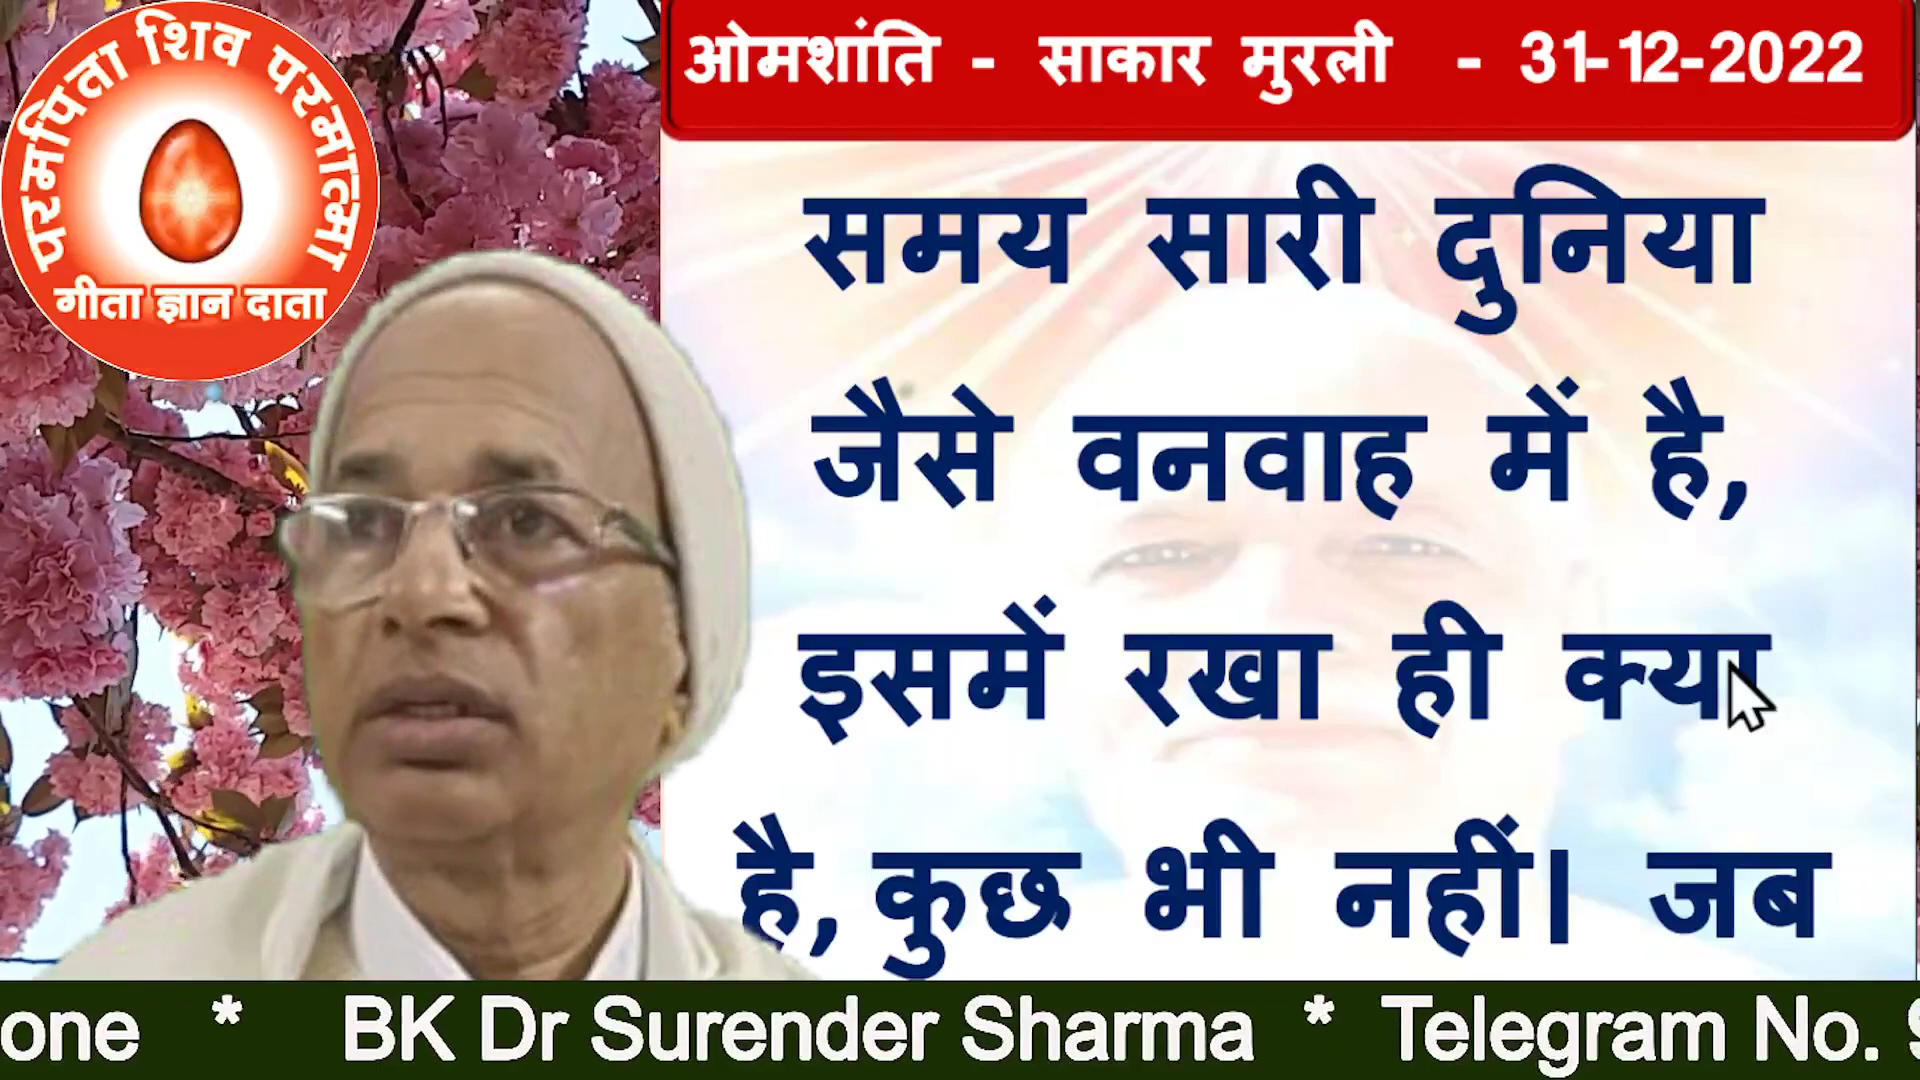 परमपिता शिव परमात्मा
गीता ज्ञान दाता
ओमशांति - साकार मुरली - 31-12-2022
समय सारी दुनिया
जैसे वनवाह में है,
इसमें रखा ही क्या
है, कुछ भी नहीं। जब
one * BK Dr Surender Sharma * Telegram No. 9